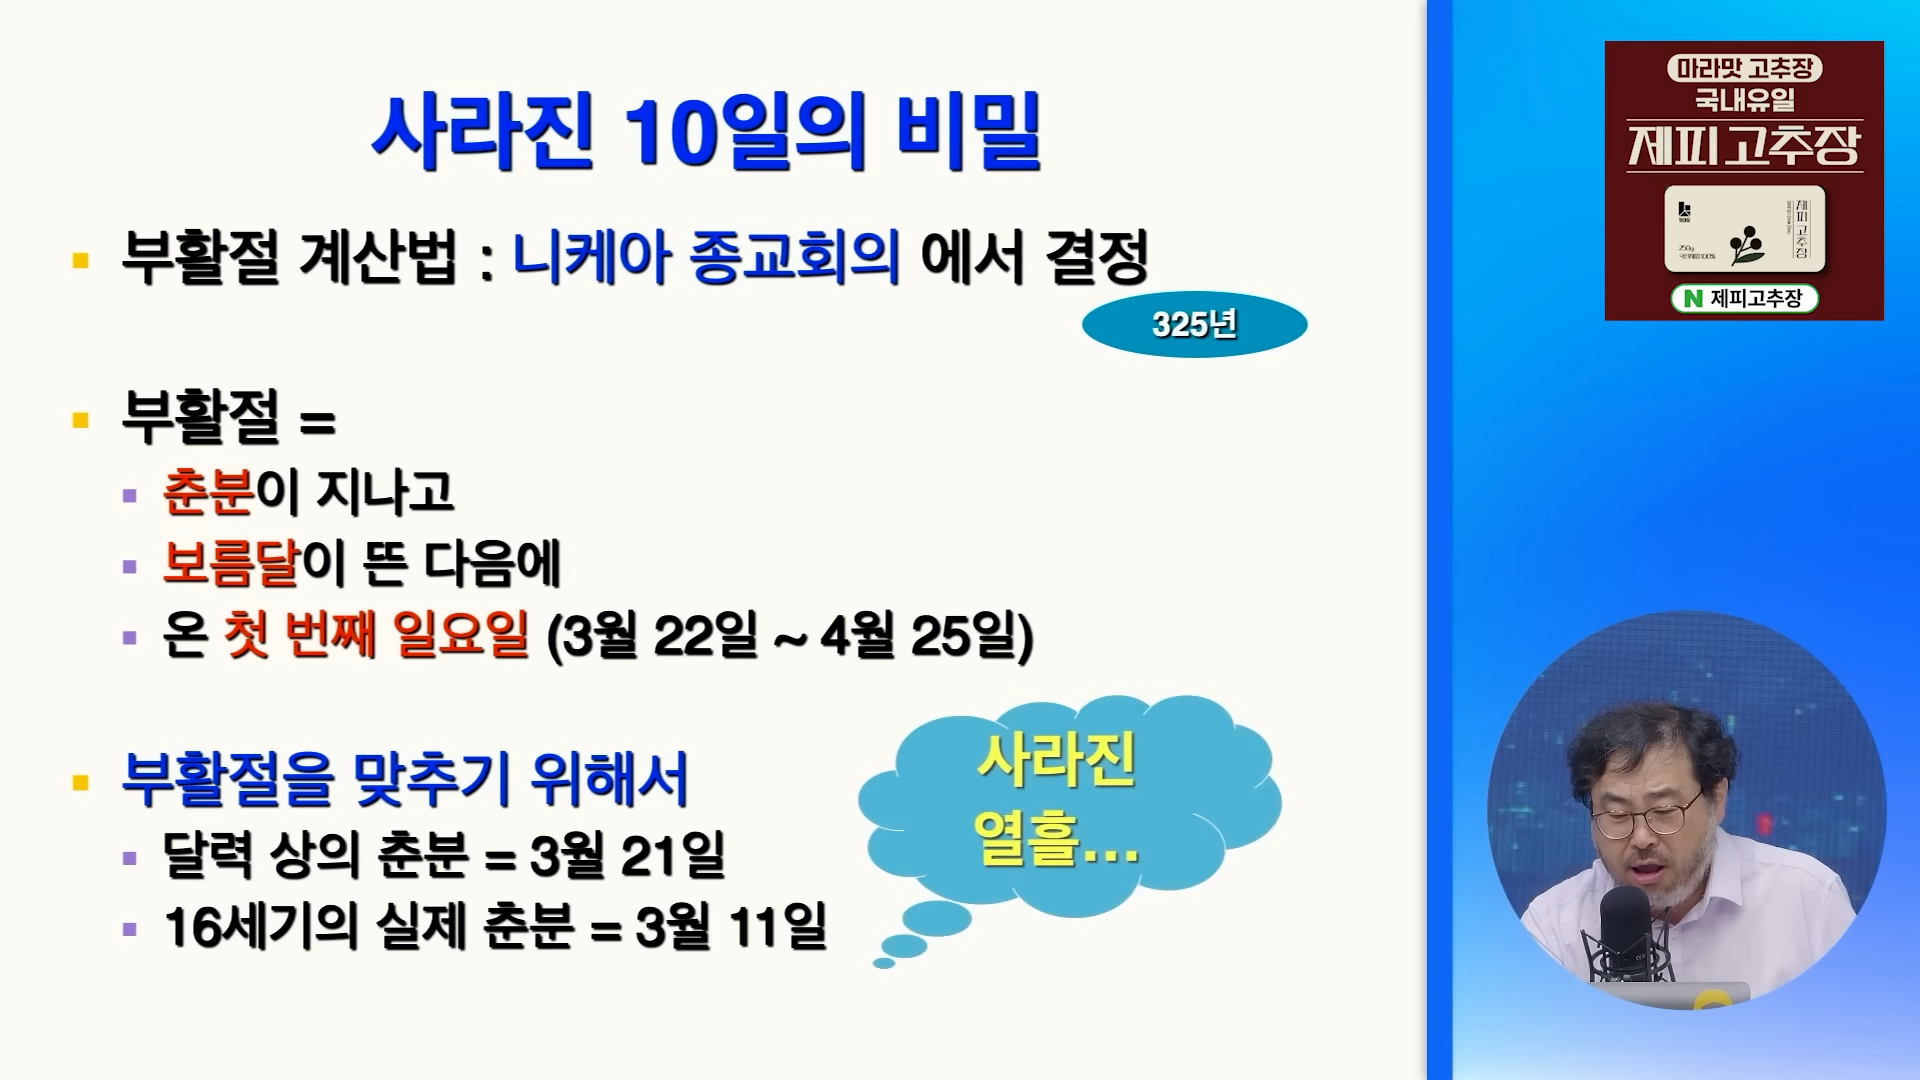 사라진 10일의 비밀
부활절 계산법 : 니케아 종교회의 에서 결정
325년
부활절 =
춘분이 지나고
보름달이 뜬 다음에
온 첫 번째 일요일 (3월 22일 ~ 4월 25일)
부활절을 맞추기 위해서
달력 상의 춘분 = 3월 21일
16세기의 실제 춘분 = 3월 11일
사라진
열흘...
마라맛 고추장
국내유일
제피고추장
제피고추장
250g
N 제피고추장